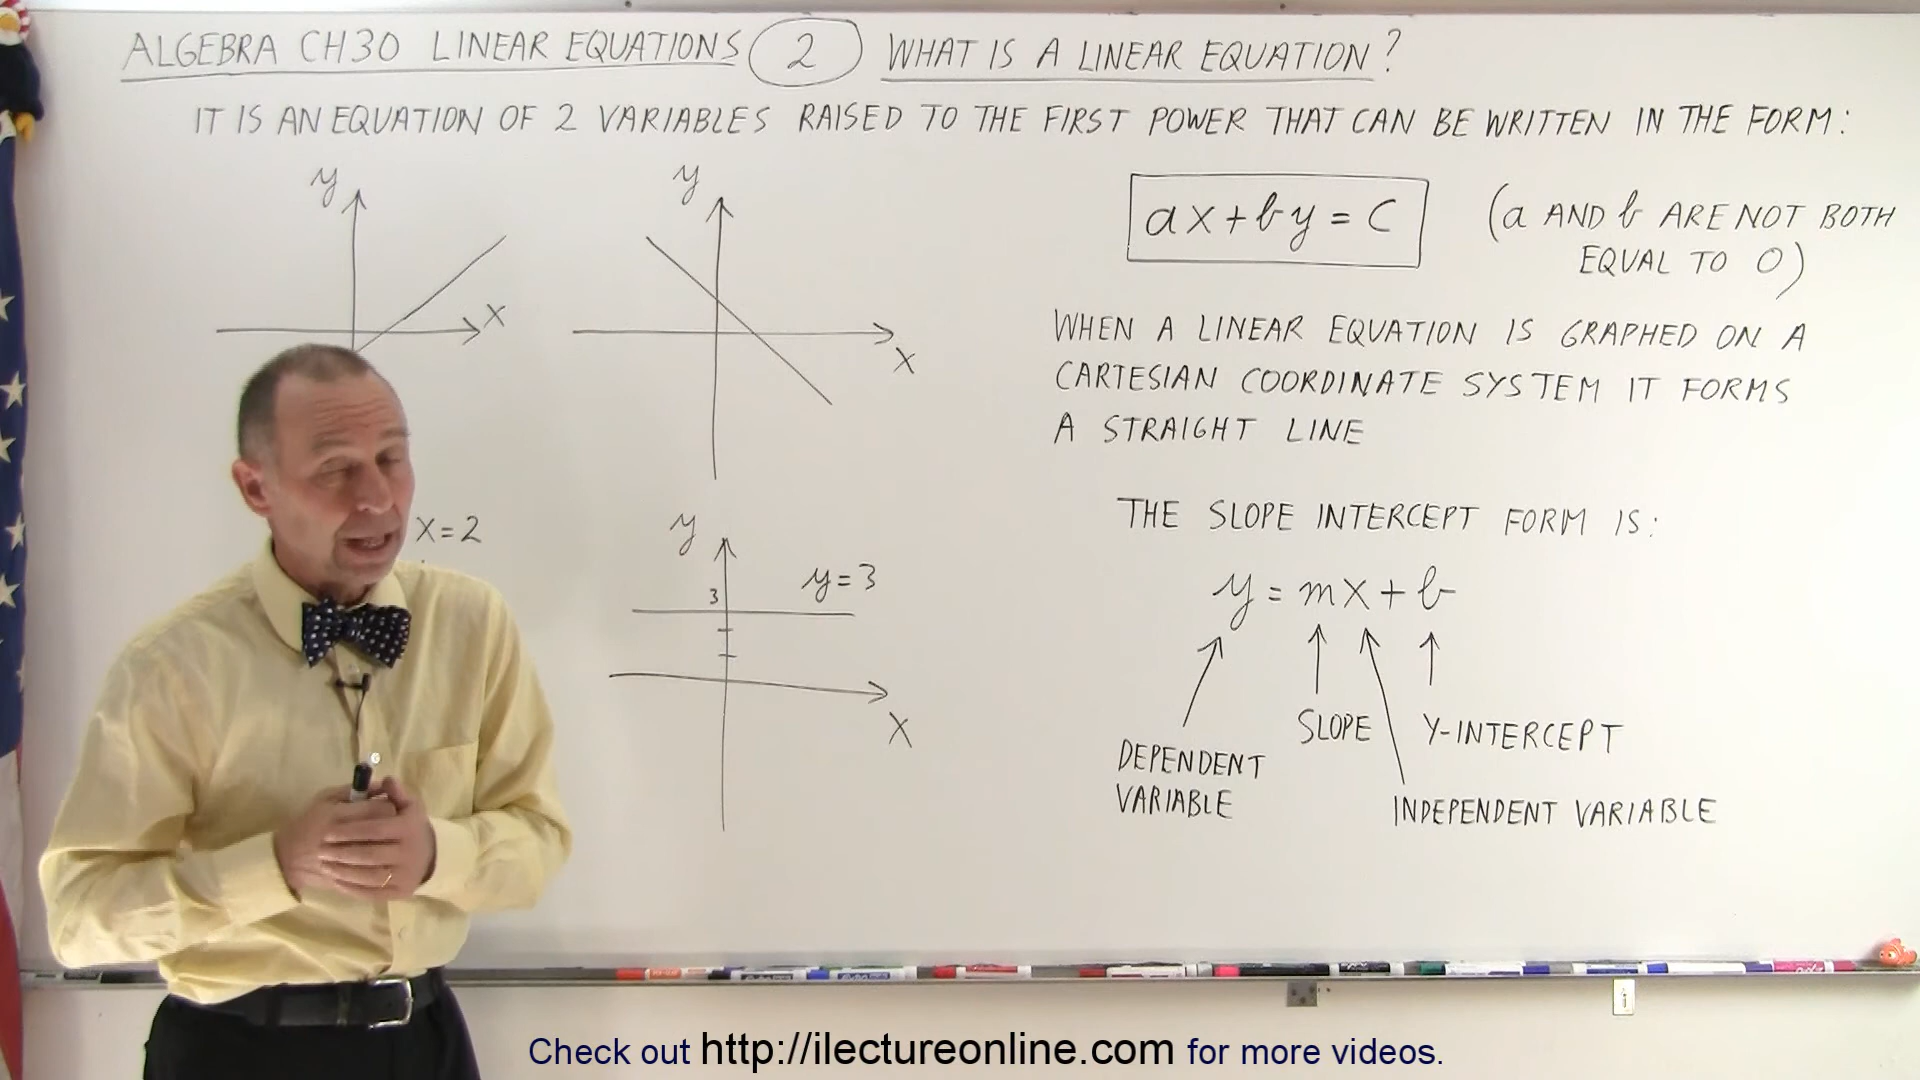 ALGEBRA CH30 LINEAR EQUATIONS 2 WHAT IS A LINEAR EQUATION?
IT IS AN EQUATION OF 2 VARIABLES RAISED TO THE FIRST POWER THAT CAN BE WRITTEN IN THE FORM:
y
x
y
x
x=2
y
y=3
3
x
ax+by=c
(a AND b ARE NOT BOTH
EQUAL TO 0)
WHEN A LINEAR EQUATION IS GRAPHED ON A
CARTESIAN COORDINATE SYSTEM IT FORMS
A STRAIGHT LINE
THE SLOPE INTERCEPT FORM IS:
y=mx+b
SLOPE
Y-INTERCEPT
DEPENDENT
VARIABLE
INDEPENDENT VARIABLE
Check out http://ilectureonline.com for more videos.